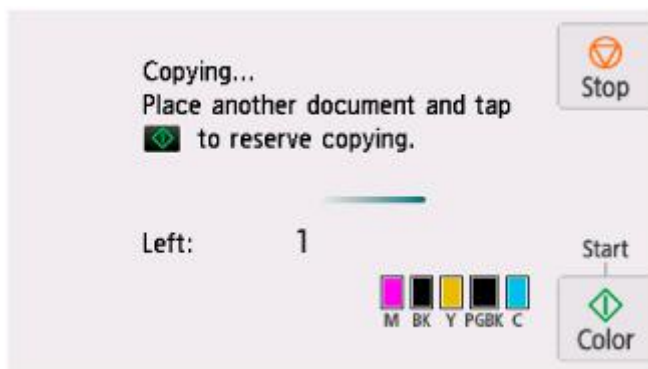 Copying...
Place another document and tap
to reserve copying.
Left: 1
Stop
Start
Color
M BK Y PGBK C